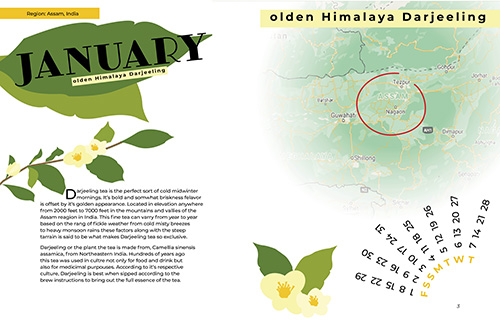 Region: Assam, India
JANUARY
olden Himalaya Darjeeling
Darjeeling tea is the perfect sort of cold midwinter
mornings. It's bold and somwhat briskness felavor
is offset by it's golden appearance. Located in elevation anywhere
from 2000 feet to 7000 feet in the mountains and vallies of the
Assam reagion in India. This fine tea can varry from year to year
based on the rang of fickle weather from cold misty breezes
to heavy monsoon rains these factors along with the steep
terrain is said to be what makes Darjeeling tea so exclusive.
Darjeeling or the plant the tea is made from, Camellia sinensis
assamica, from Northeastern India. Hundreds of years ago
this tea was used in cultre not only for food and drink but
also for medicimal purpouses. According to it's respective
culture, Darjeeling is best when sipped according to the
brew instructions to bring out the full essence of the tea.
olden Himalaya Darjeeling
Gohpur
Tezpur
ASSAM
Nagaon
Guwahati
AH1
Dimapur
Shillong
F S S M T W T
1 8 15 22 29
2 9 16 23 30
3 10 17 24 31
4 11 18 25
5 12 19 26
6 13 20 27
7
3